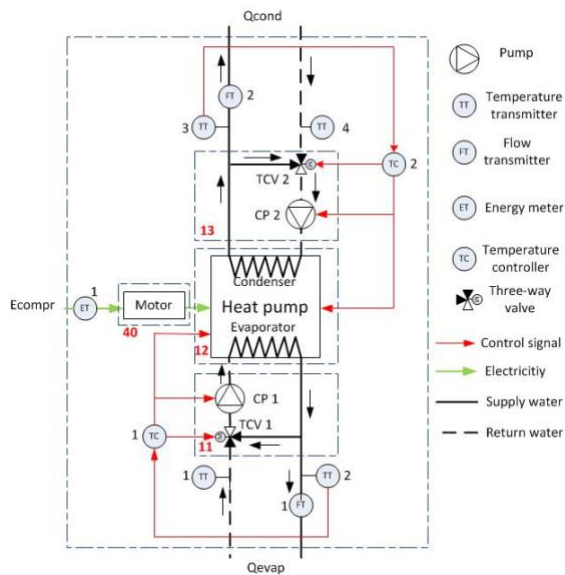 Qcond
FT
2
3
TT
TT
4
TCV 2
TC
2
CP 2
13
Condenser
Heat pump
Evaporator
Ecompr
1
ET
Motor
40
12
CP 1
TCV 1
1
TC
11
1
TT
TT
2
1
FT
Qevap
Pump
TT
Temperature
transmitter
FT
Flow
transmitter
ET
Energy meter
TC
Temperature
controller
Three-way
valve
Control signal
Electricitiy
Supply water
Return water